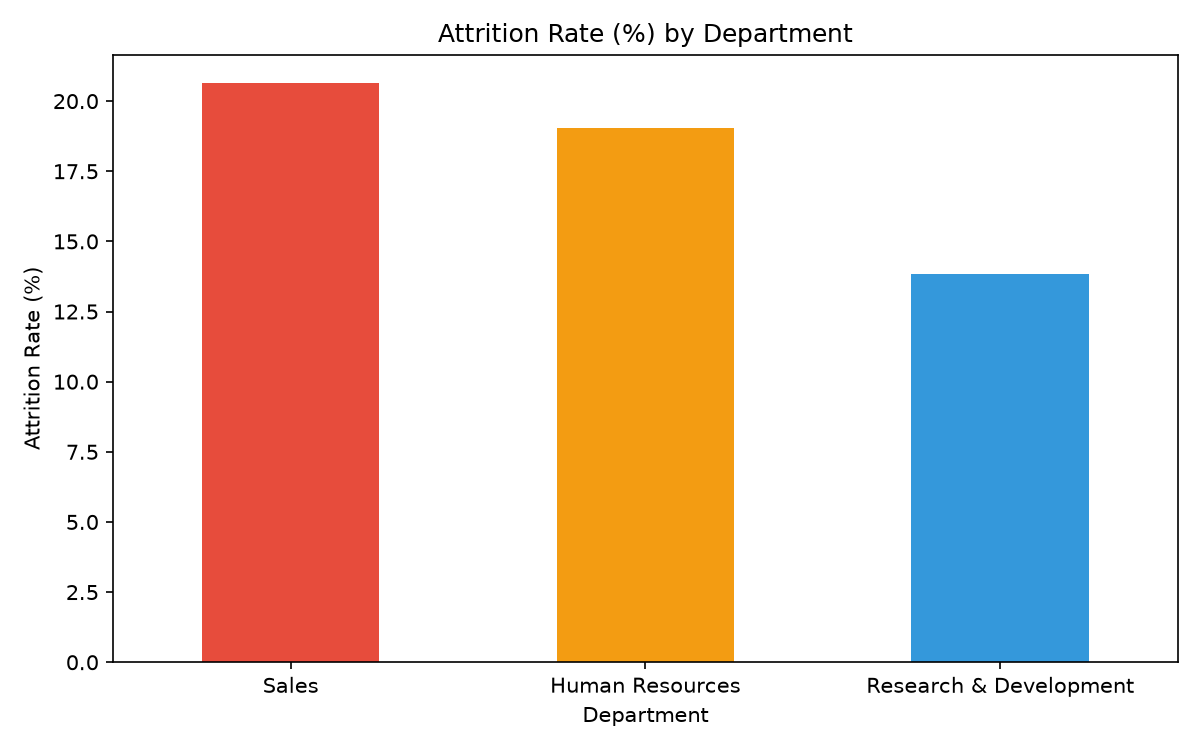 Attrition Rate (%) by Department
Attrition Rate (%)
20.0
17.5
15.0
12.5
10.0
7.5
5.0
2.5
0.0
Sales
Human Resources
Research & Development
Department